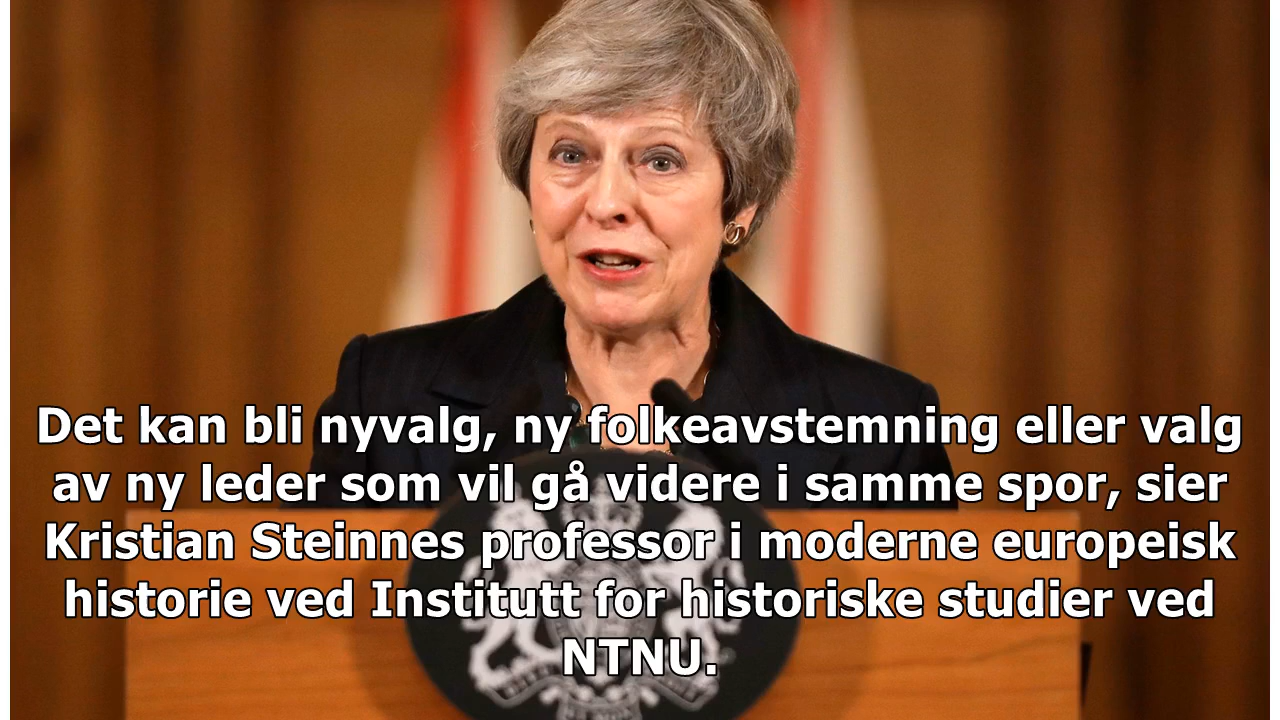 Det kan bli nyvalg, ny folkeavstemning eller valg
av ny leder som vil gå videre i samme spor, sier
Kristian Steinnes professor i moderne europeisk
historie ved Institutt for historiske studier ved
NTNU.